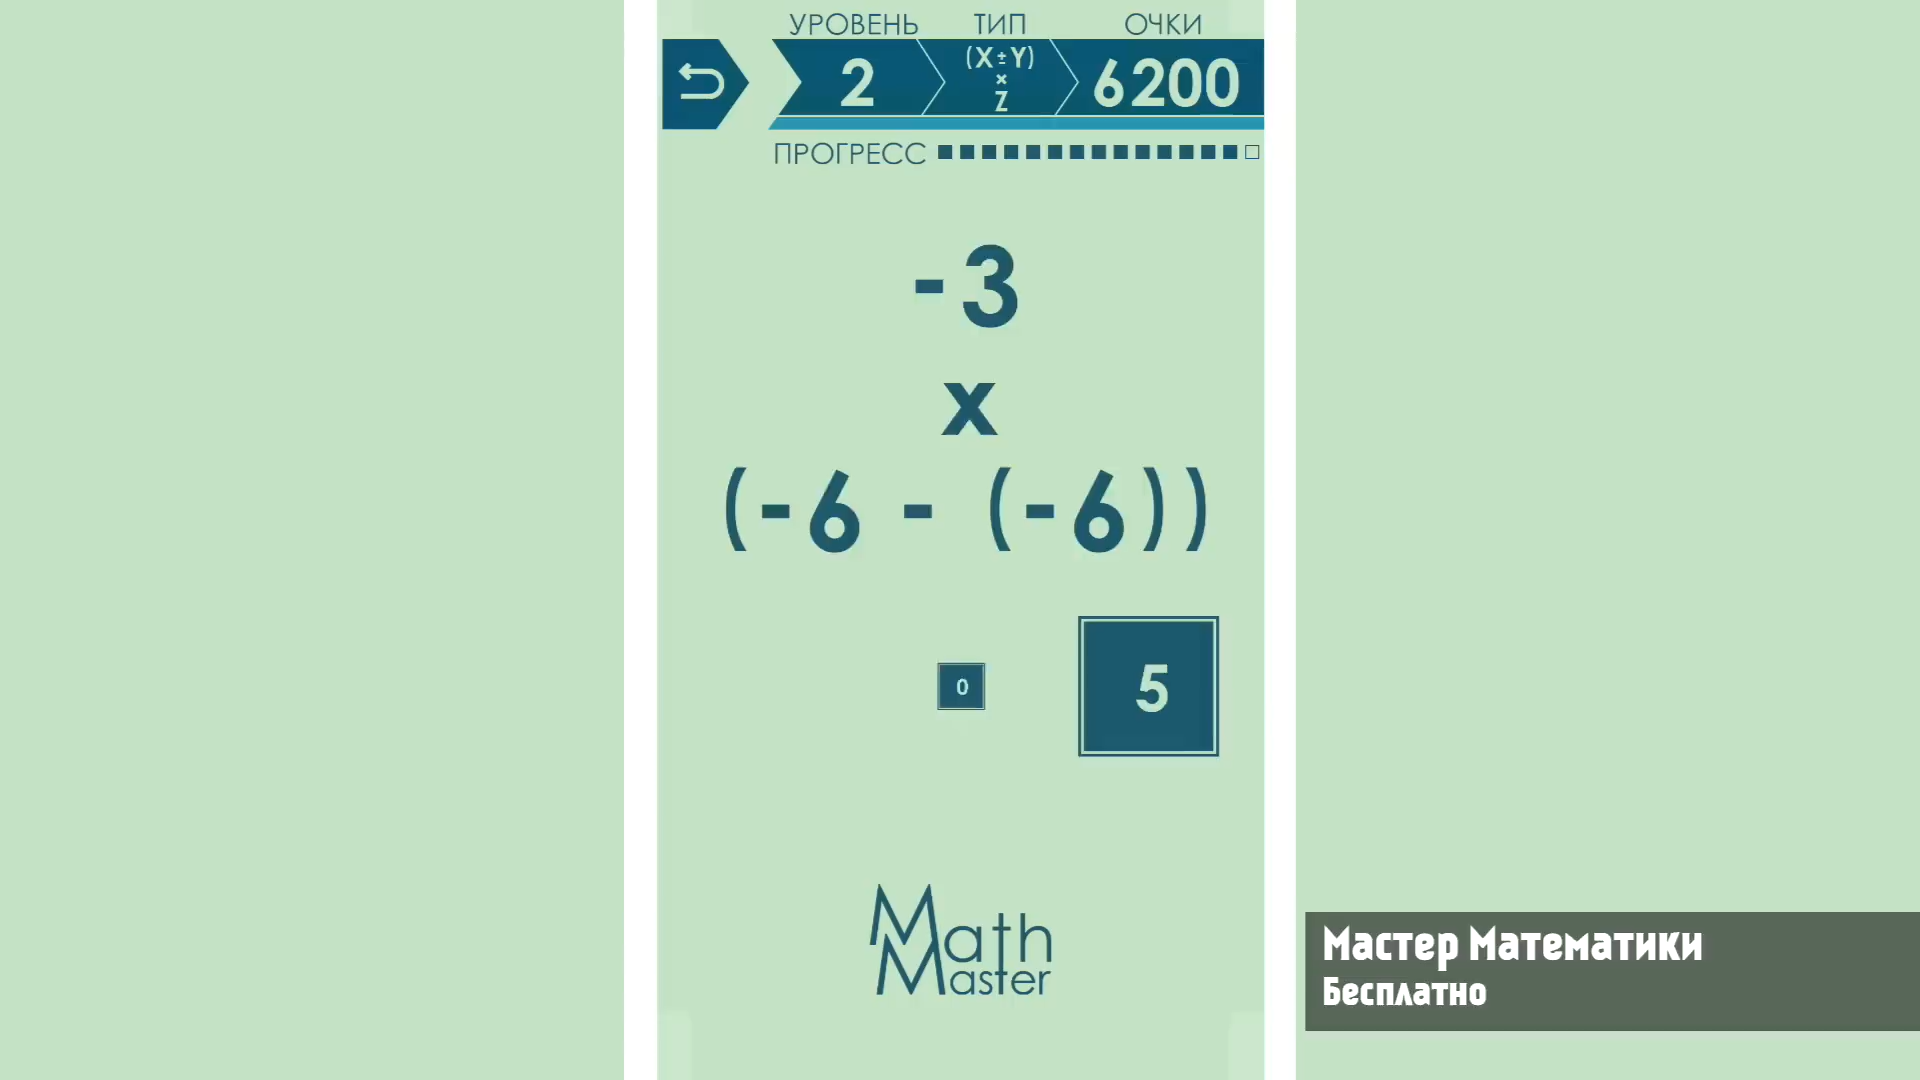 УРОВЕНЬ ТИП ОЧКИ
2 (X±Y) × Z 6200
ПРОГРЕСС
-3
x
(-6 - (-6))
0 5
Math
Master
Мастер Математики
Бесплатно